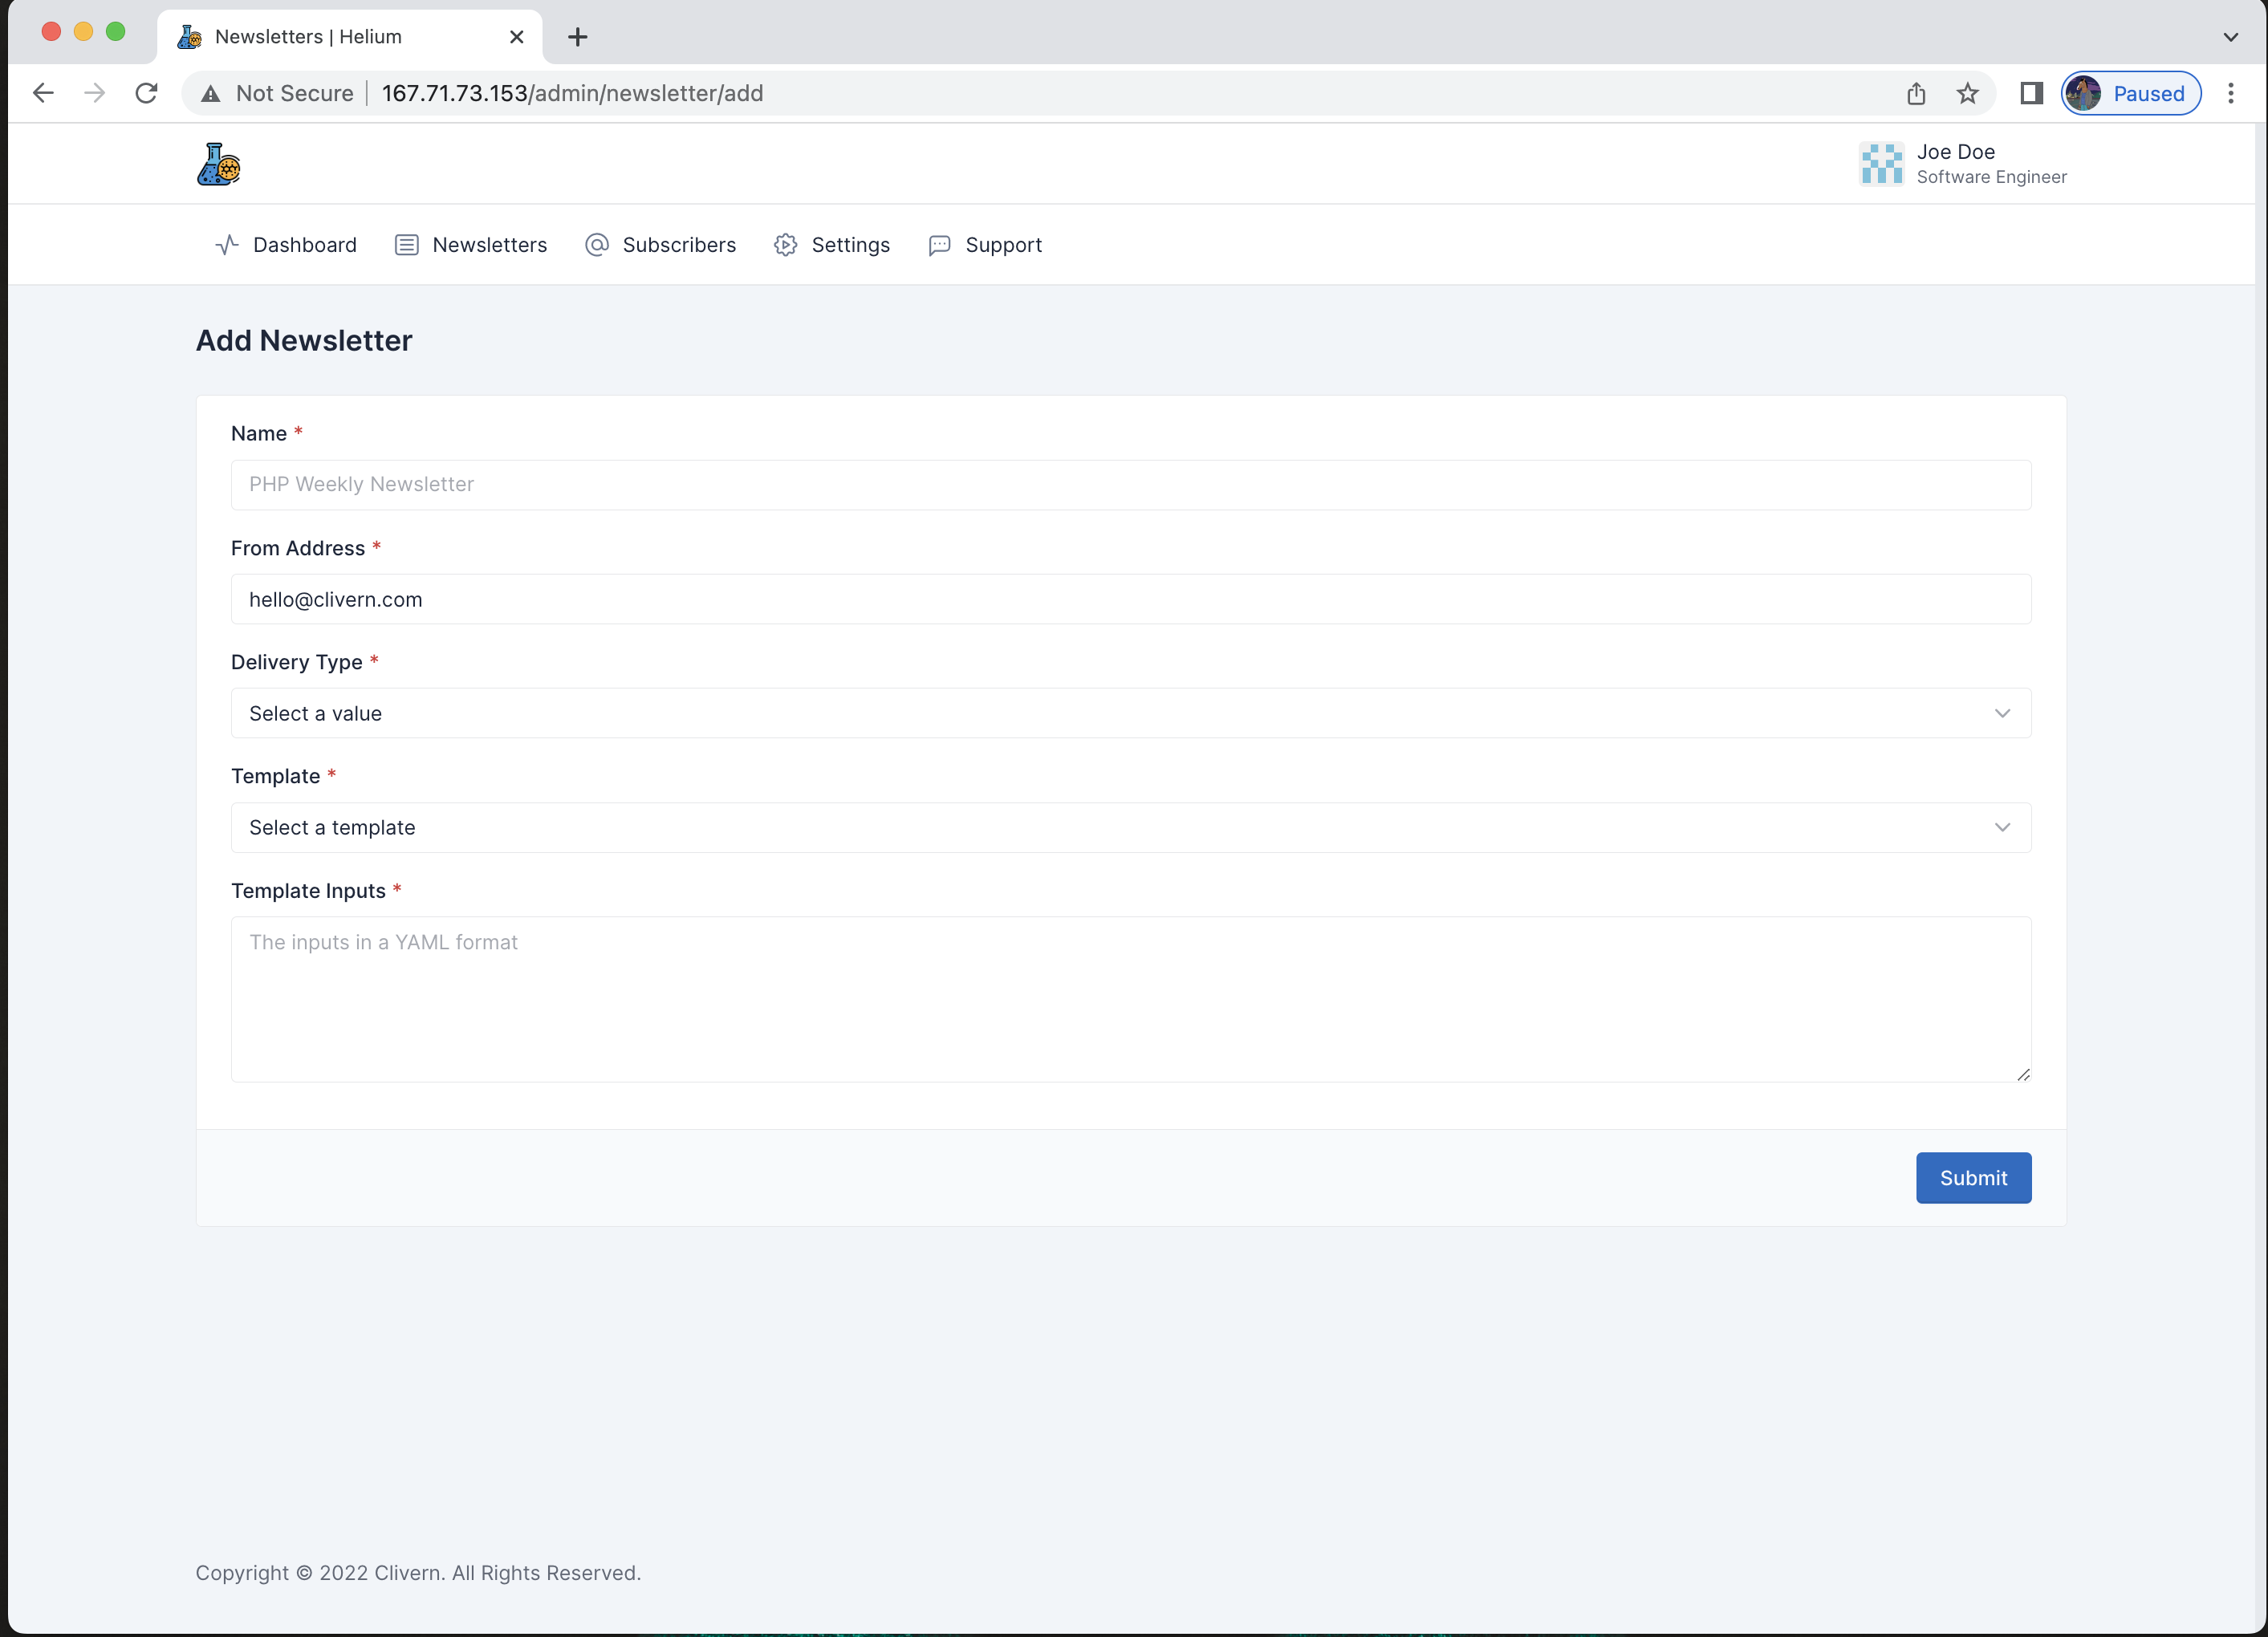 Newsletters | Helium
Not Secure 167.71.73.153/admin/newsletter/add
Paused
Joe Doe
Software Engineer
Dashboard Newsletters Subscribers Settings Support
Add Newsletter
Name *
PHP Weekly Newsletter
From Address *
hello@clivern.com
Delivery Type *
Select a value
Template *
Select a template
Template Inputs *
The inputs in a YAML format
Submit
Copyright © 2022 Clivern. All Rights Reserved.